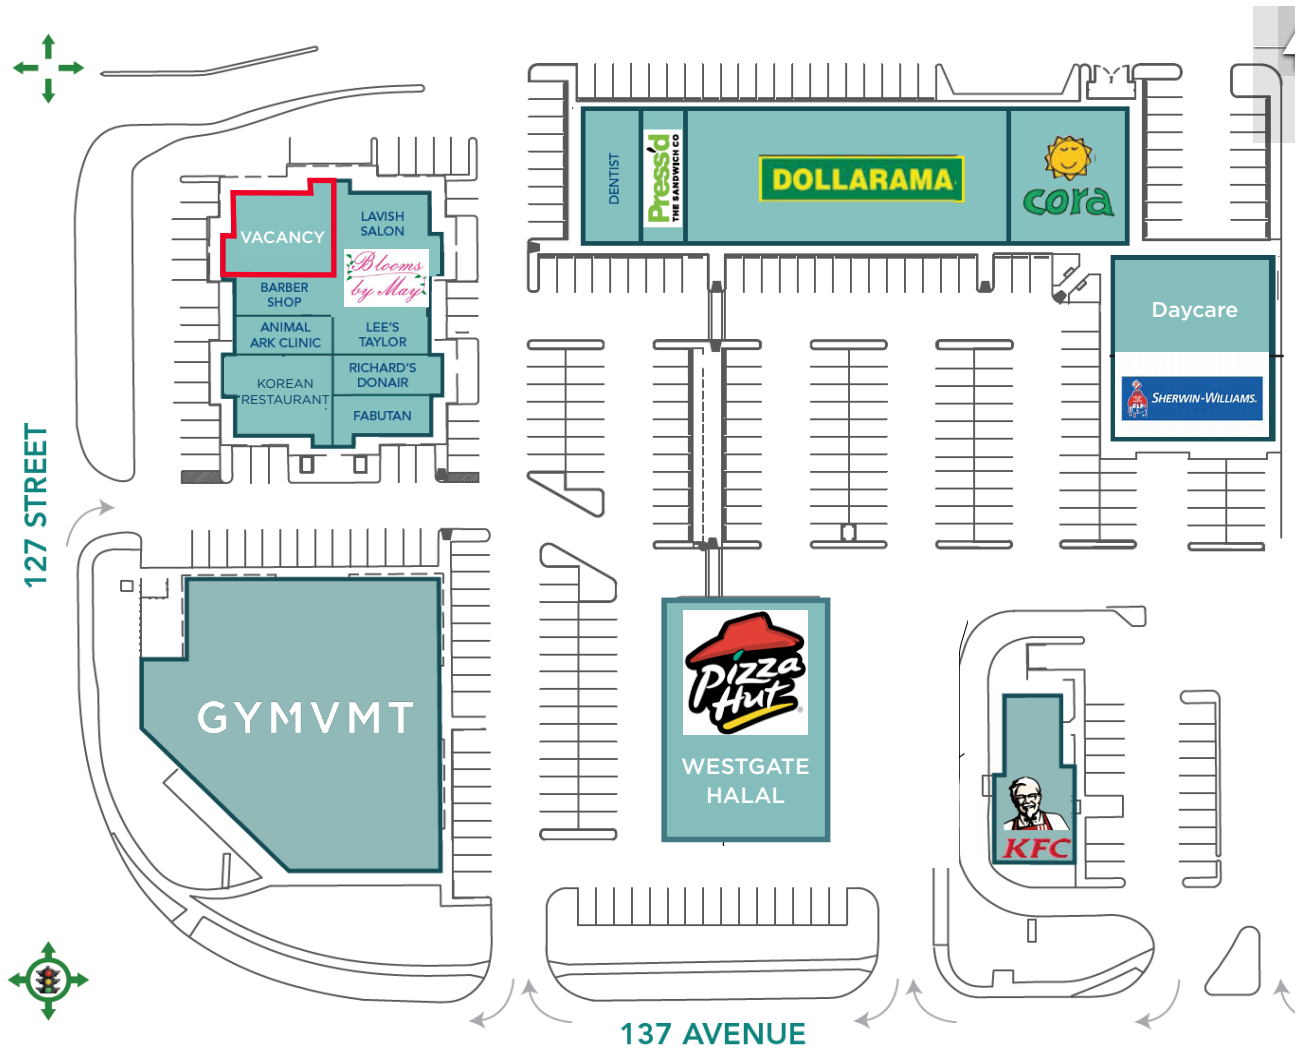 DENTIST
Press'd
THE SANDWICH CO
DOLLARAMA
cora
VACANCY
LAVISH
SALON
Blooms
by May
BARBER
SHOP
ANIMAL
ARK CLINIC
LEE'S
TAYLOR
KOREAN
RESTAURANT
RICHARD'S
DONAIR
FABUTAN
Daycare
SHERWIN-WILLIAMS.
127 STREET
GYMVMT
Pizza
Hut
WESTGATE
HALAL
KFC
137 AVENUE